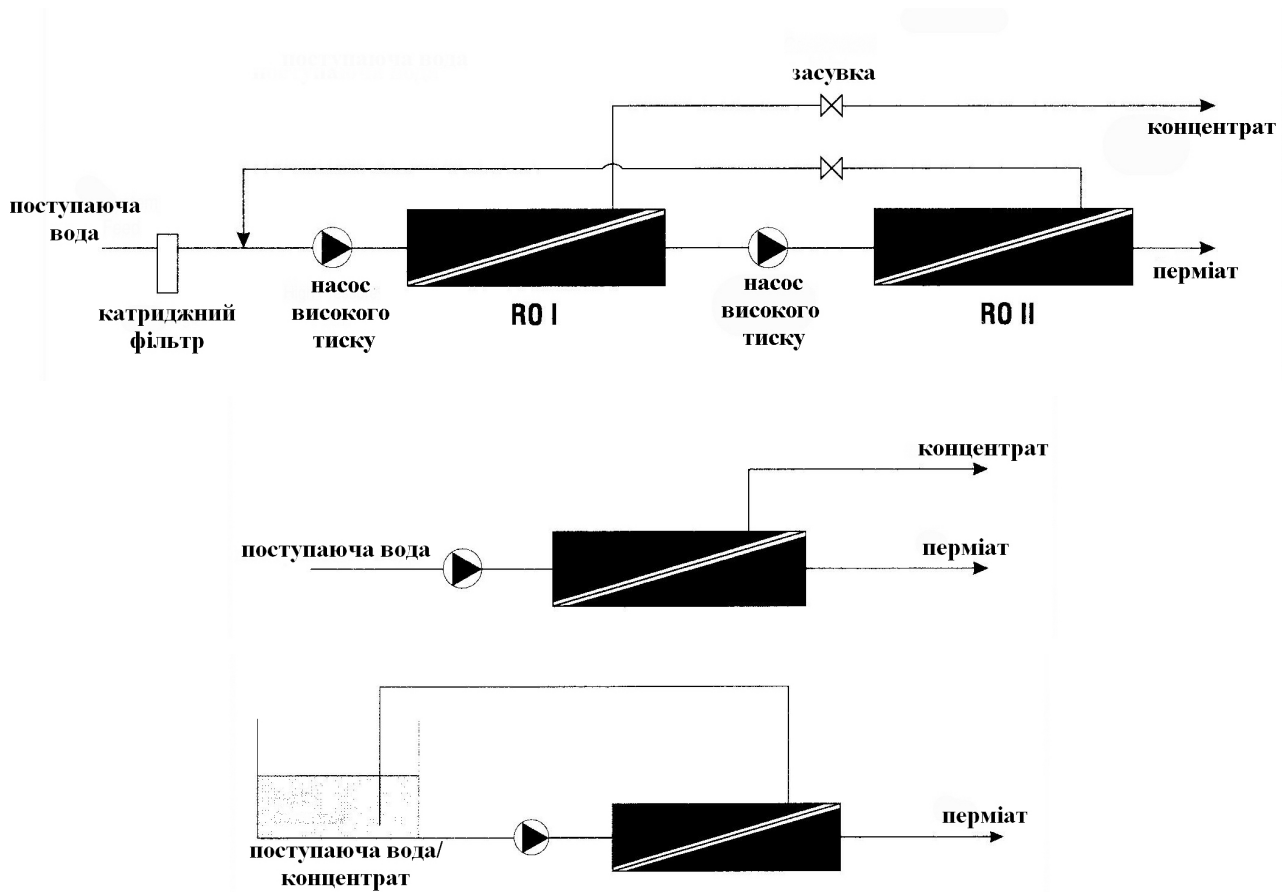 засувка
концентрат
поступаюча
вода
перміат
катриджний
фільтр
насос
високого
тиску
RO I
насос
високого
тиску
RO II
концентрат
поступаюча вода
перміат
перміат
поступаюча вода/
концентрат